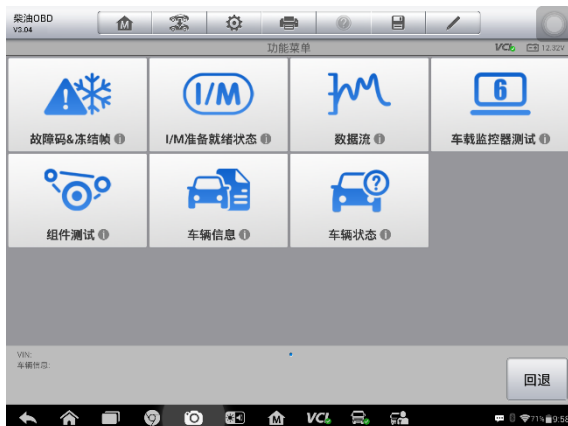 柴油OBD
V3.04
功能菜单
VCI 12.32V
故障码&冻结帧
I/M
I/M准备就绪状态
数据流
6
车载监控器测试
组件测试
车辆信息
?
车辆状态
VIN:
车辆信息:
回退
M VCI 71% 9:58